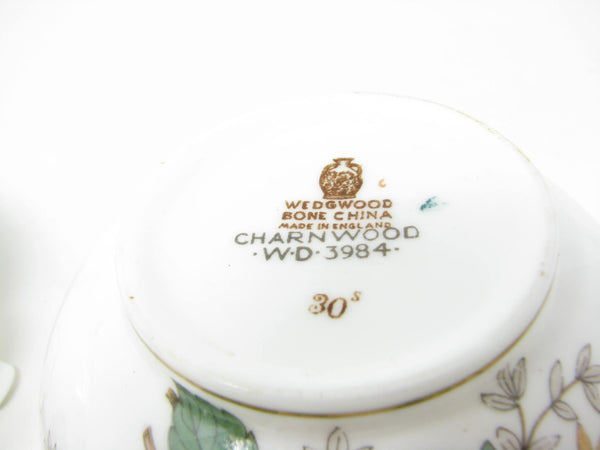 WEDGWOOD
BONE CHINA
MADE IN ENGLAND
CHARNWOOD
·W·D·3984·
30s